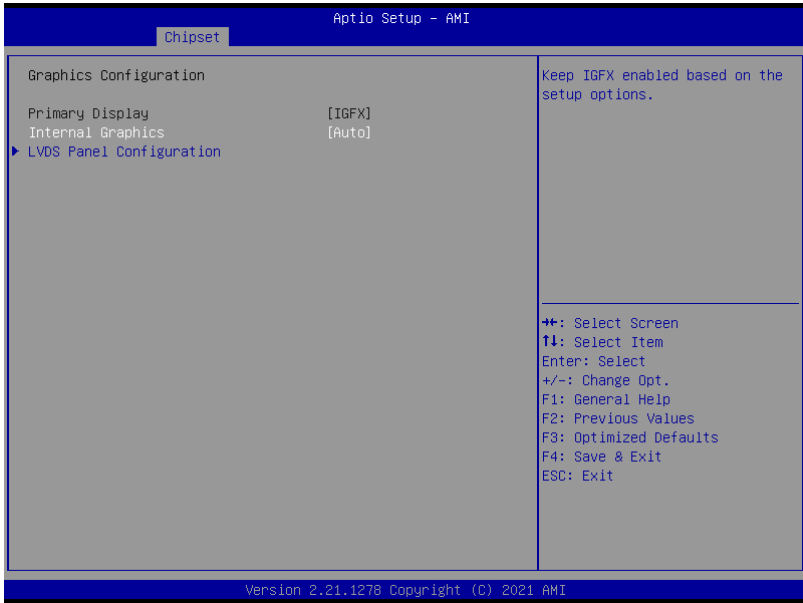 Aptio Setup – AMI
Chipset
Graphics Configuration
Primary Display [IGFX]
Internal Graphics [Auto]
LVDS Panel Configuration
Keep IGFX enabled based on the
setup options.
→←: Select Screen
↑↓: Select Item
Enter: Select
+/-: Change Opt.
F1: General Help
F2: Previous Values
F3: Optimized Defaults
F4: Save & Exit
ESC: Exit
Version 2.21.1278 Copyright (C) 2021 AMI